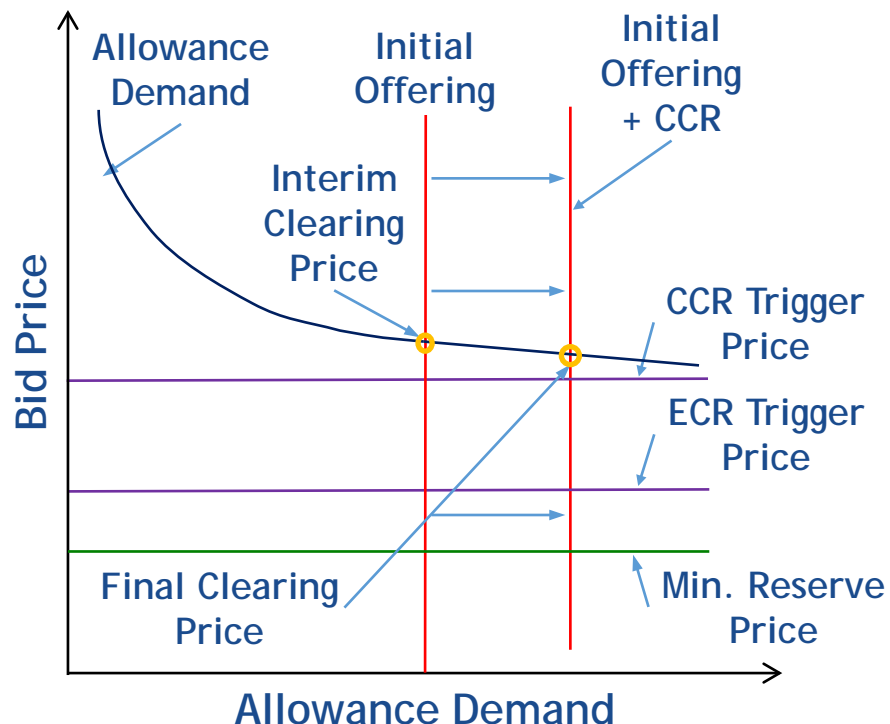 Allowance
Demand
Initial
Offering
Initial
Offering
+ CCR
Interim
Clearing
Price
CCR Trigger
Price
ECR Trigger
Price
Final Clearing
Price
Min. Reserve
Price
Bid Price
Allowance Demand